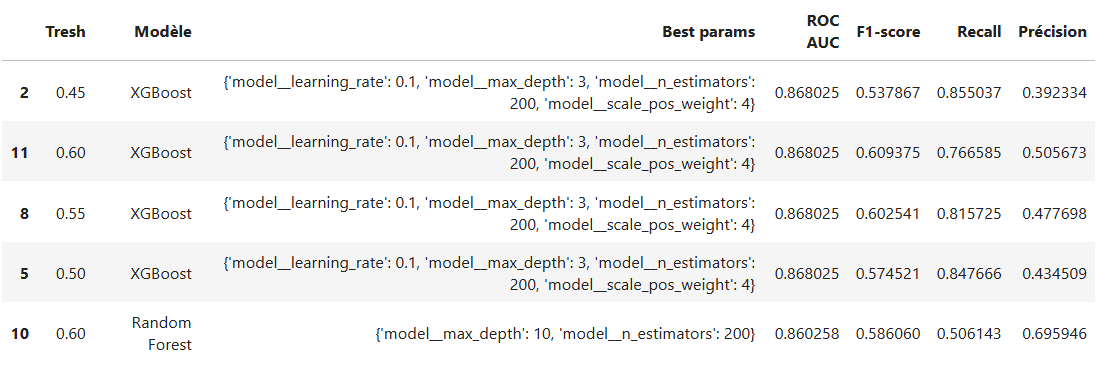 Tresh Modèle Best params ROC AUC F1-score Recall Précision
2 0.45 XGBoost {'model__learning_rate': 0.1, 'model__max_depth': 3, 'model__n_estimators':
200, 'model__scale_pos_weight': 4} 0.868025 0.537867 0.855037 0.392334
11 0.60 XGBoost {'model__learning_rate': 0.1, 'model__max_depth': 3, 'model__n_estimators':
200, 'model__scale_pos_weight': 4} 0.868025 0.609375 0.766585 0.505673
8 0.55 XGBoost {'model__learning_rate': 0.1, 'model__max_depth': 3, 'model__n_estimators':
200, 'model__scale_pos_weight': 4} 0.868025 0.602541 0.815725 0.477698
5 0.50 XGBoost {'model__learning_rate': 0.1, 'model__max_depth': 3, 'model__n_estimators':
200, 'model__scale_pos_weight': 4} 0.868025 0.574521 0.847666 0.434509
10 0.60 Random
Forest {'model__max_depth': 10, 'model__n_estimators': 200} 0.860258 0.586060 0.506143 0.695946